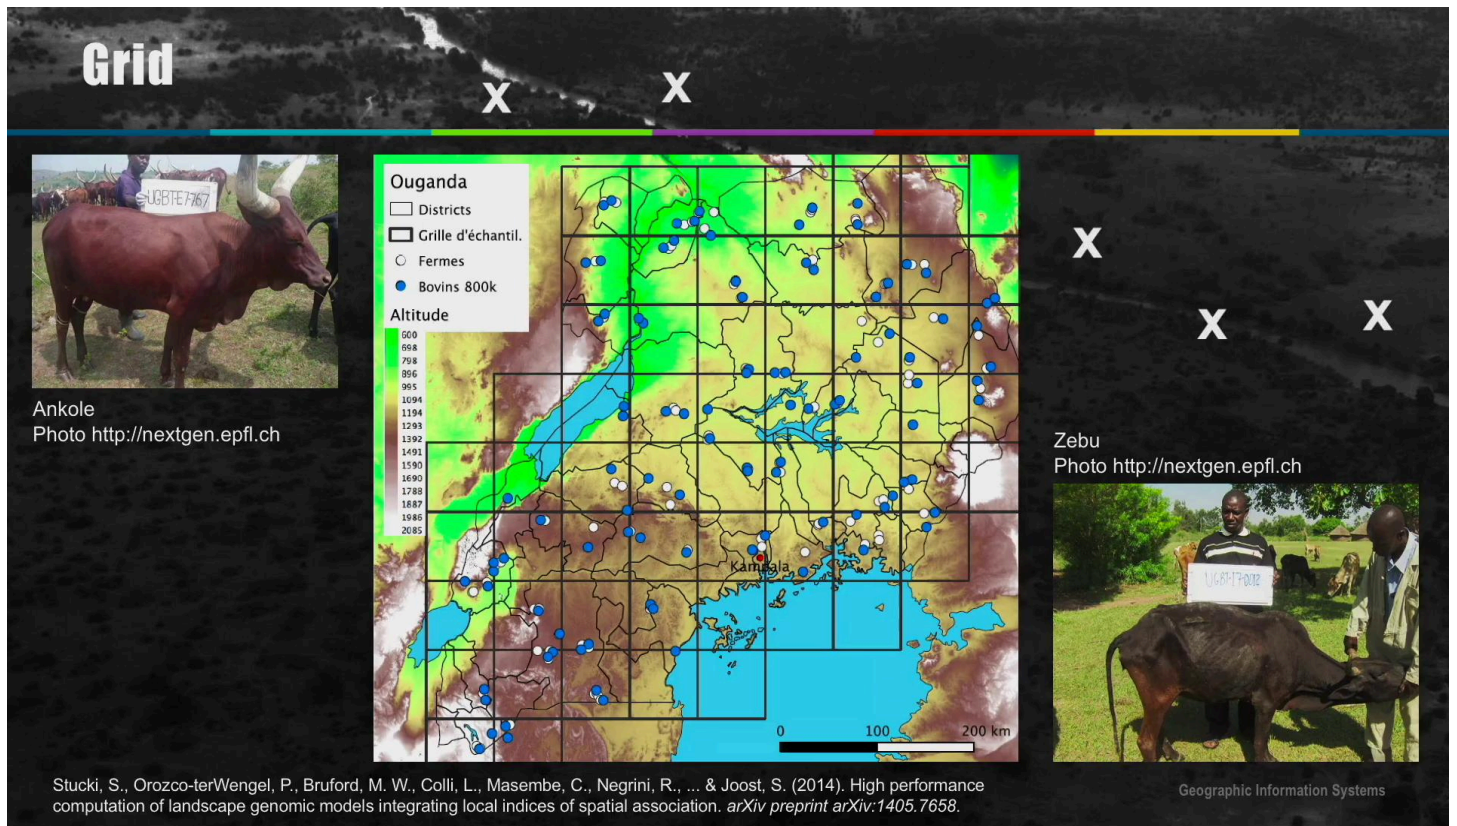 Grid
X
X
X
X
X
UGBT-E7-767
Ankole
Photo http://nextgen.epfl.ch
Ouganda
Districts
Grille d'échantil.
Fermes
Bovins 800k
Altitude
600
698
798
896
995
1094
1194
1293
1392
1491
1590
1690
1788
1887
1986
2085
Kampala
0 100 200 km
Zebu
Photo http://nextgen.epfl.ch
Stucki, S., Orozco-terWengel, P., Bruford, M. W., Colli, L., Masembe, C., Negrini, R., ... & Joost, S. (2014). High performance
computation of landscape genomic models integrating local indices of spatial association. arXiv preprint arXiv:1405.7658.
Geographic Information Systems